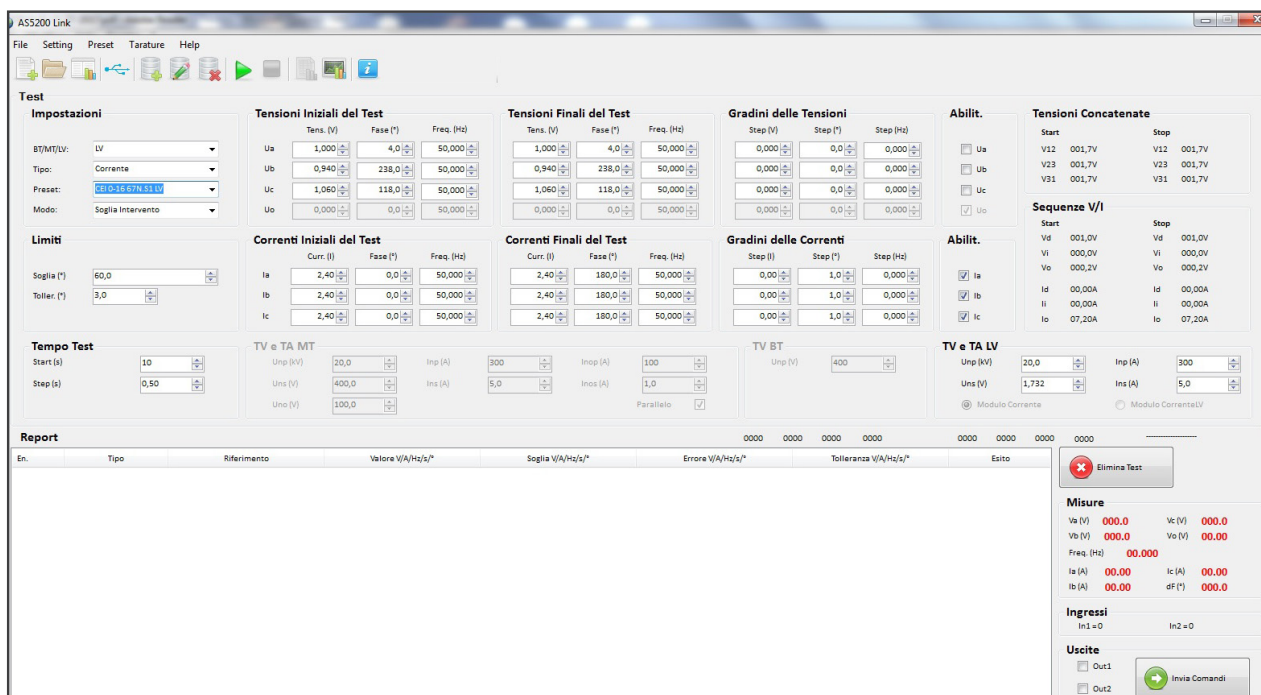 AS5200 Link
File Setting Preset Tarature Help
Test
Impostazioni
BT/MT/LV: LV
Tipo: Corrente
Preset: CEI 0-16 67N.S1 LV
Modo: Soglia Intervento
Tensioni Iniziali del Test
Tens. (V) Fase (°) Freq. (Hz)
Ua 1,000 4,0 50,000
Ub 0,940 238,0 50,000
Uc 1,060 118,0 50,000
Uo 0,000 0,0 50,000
Tensioni Finali del Test
Tens. (V) Fase (°) Freq. (Hz)
1,000 4,0 50,000
0,940 238,0 50,000
1,060 118,0 50,000
0,000 0,0 50,000
Gradini delle Tensioni
Step (V) Step (°) Step (Hz)
0,000 0,0 0,000
0,000 0,0 0,000
0,000 0,0 0,000
0,000 0,0 0,000
Abilit.
Ua
Ub
Uc
Uo
Tensioni Concatenate
Start Stop
V12 001,7V V12 001,7V
V23 001,7V V23 001,7V
V31 001,7V V31 001,7V
Sequenze V/I
Start Stop
Vd 001,0V Vd 001,0V
Vi 000,0V Vi 000,0V
Vo 000,2V Vo 000,2V
Id 00,00A Id 00,00A
Ii 00,00A Ii 00,00A
Io 07,20A Io 07,20A
Limiti
Soglia (°) 60,0
Toller. (°) 3,0
Correnti Iniziali del Test
Curr. (I) Fase (°) Freq. (Hz)
Ia 2,40 0,0 50,000
Ib 2,40 0,0 50,000
Ic 2,40 0,0 50,000
Correnti Finali del Test
Curr. (I) Fase (°) Freq. (Hz)
2,40 180,0 50,000
2,40 180,0 50,000
2,40 180,0 50,000
Gradini delle Correnti
Step (I) Step (°) Step (Hz)
0,00 1,0 0,000
0,00 1,0 0,000
0,00 1,0 0,000
Abilit.
Ia
Ib
Ic
Tempo Test
Start (s) 10
Step (s) 0,50
TV e TA MT
Unp (kV) 20,0 Inp (A) 300 Inop (A) 100
Uns (V) 400,0 Ins (A) 5,0 Inos (A) 1,0
Uno (V) 100,0 Parallelo
TV BT
Unp (V) 400
TV e TA LV
Unp (kV) 20,0 Inp (A) 300
Uns (V) 1,732 Ins (A) 5,0
Modulo Corrente Modulo CorrenteLV
Report 0000 0000 0000 0000 0000 0000 0000 0000 --------------------
En. Tipo Riferimento Valore V/A/Hz/s/° Soglia V/A/Hz/s/° Errore V/A/Hz/s/° Tolleranza V/A/Hz/s/° Esito
Elimina Test
Misure
Va (V) 000.0 Vc (V) 000.0
Vb (V) 000.0 Vo (V) 00.00
Freq. (Hz) 00.000
Ia (A) 00.00 Ic (A) 00.00
Ib (A) 00.00 dF (°) 000.0
Ingressi
In1 = 0 In2 = 0
Uscite
Out1
Out2
Invia Comandi